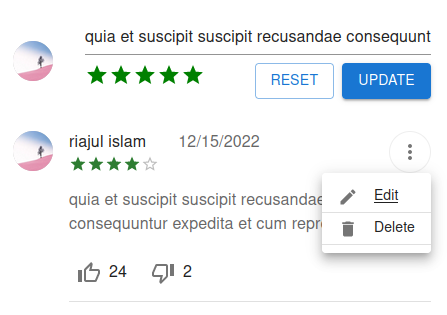 quia et suscipit suscipit recusandae consequunt
RESET
UPDATE
riajul islam
12/15/2022
quia et suscipit suscipit recusandae
Edit
consequuntur expedita et cum
Delete
24
2